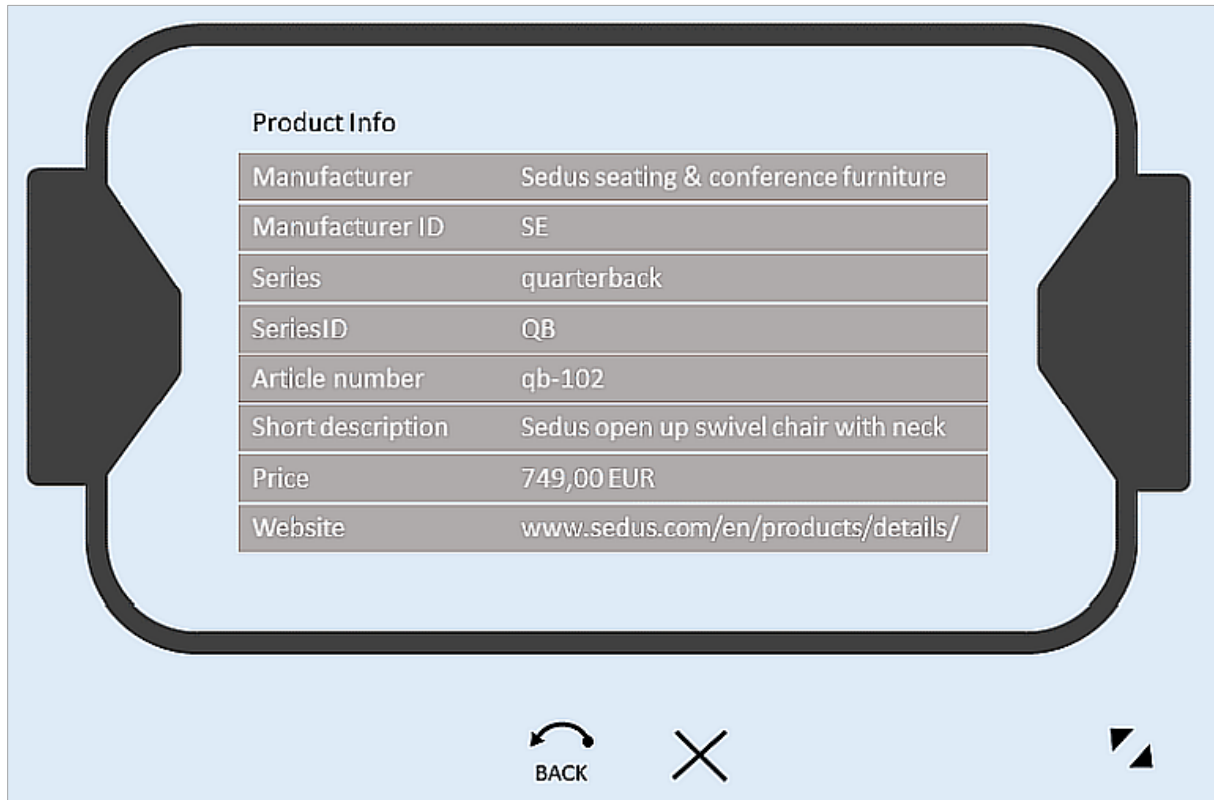 Product Info
Manufacturer Sedus seating & conference furniture
Manufacturer ID SE
Series quarterback
SeriesID QB
Article number qb-102
Short description Sedus open up swivel chair with neck
Price 749,00 EUR
Website www.sedus.com/en/products/details/
BACK